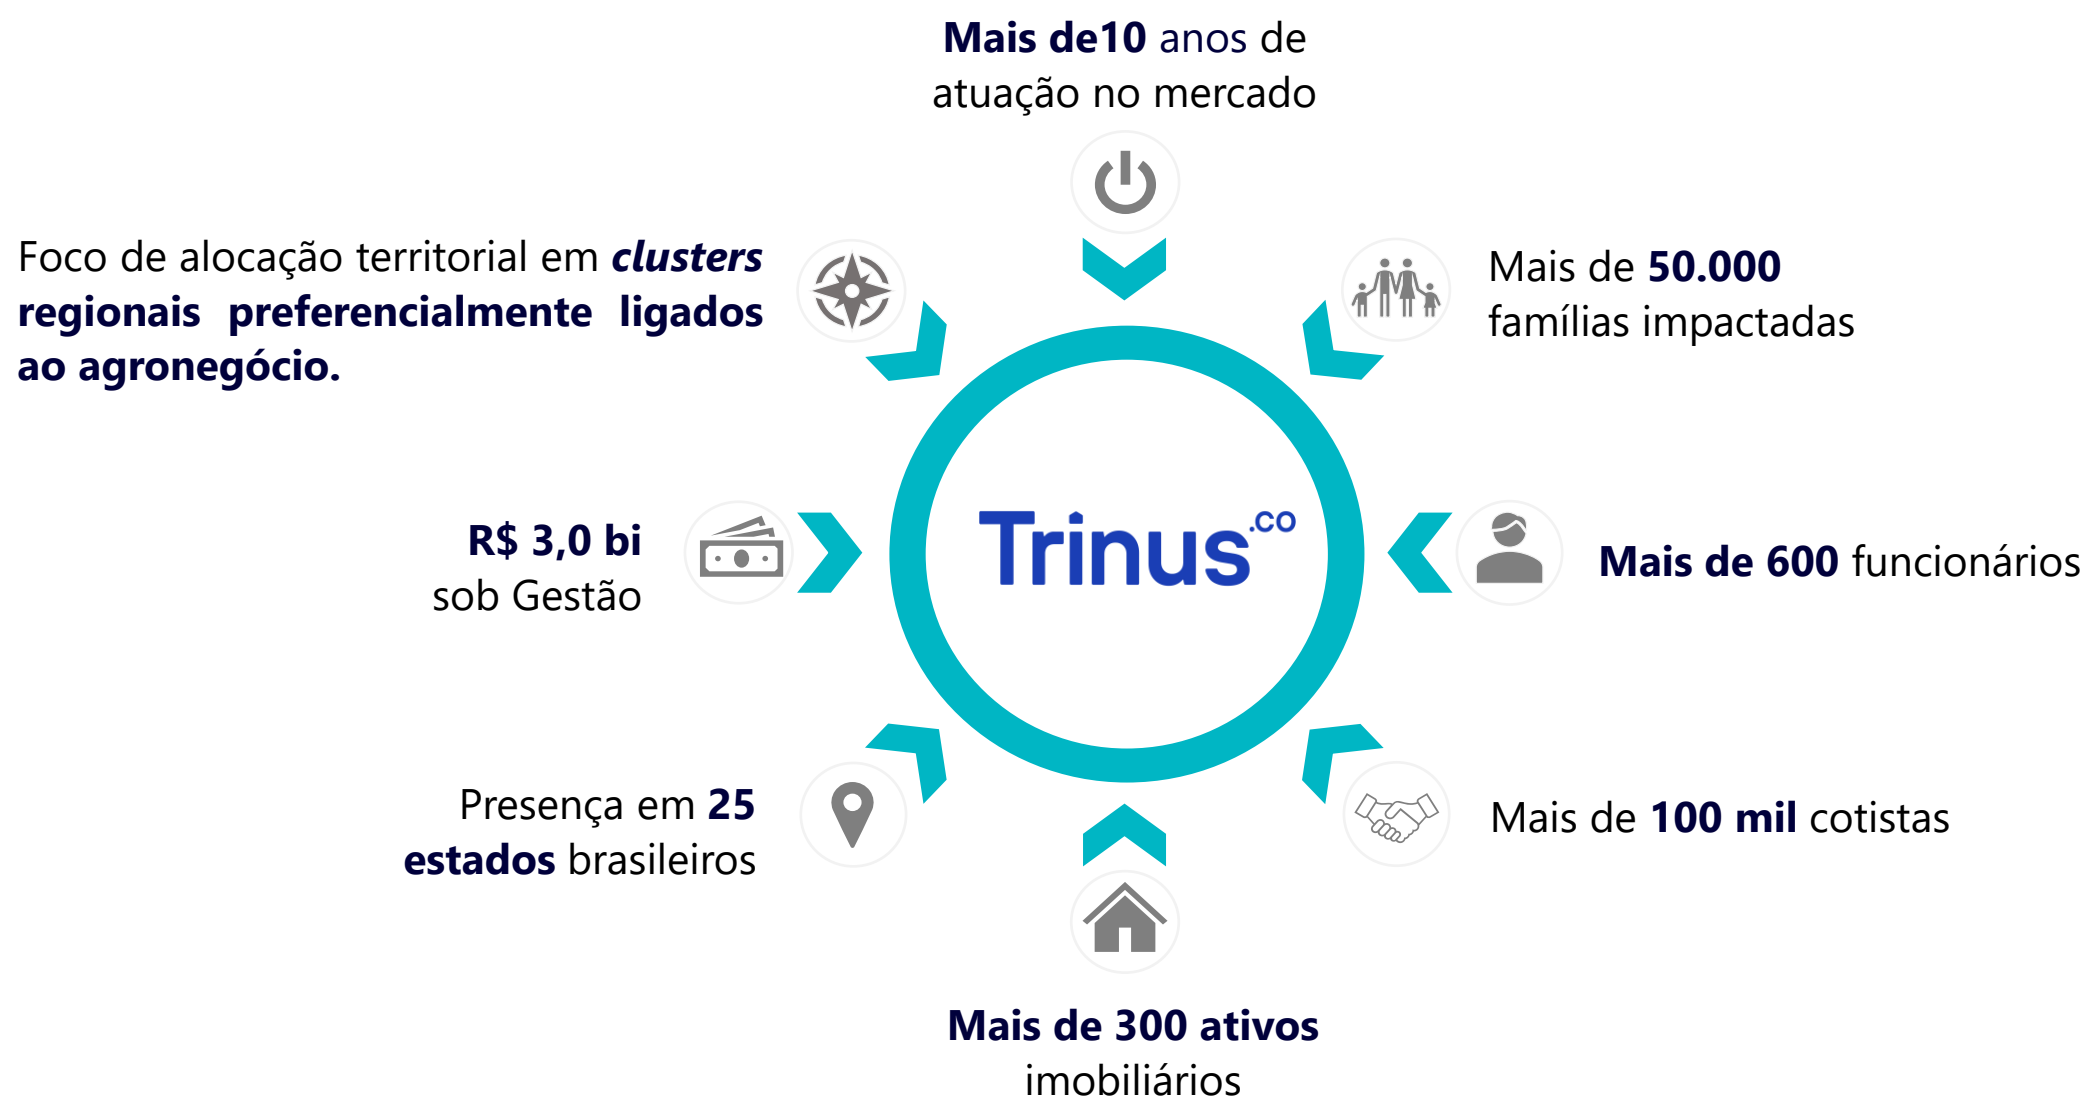 Mais de10 anos de
atuação no mercado
Foco de alocação territorial em clusters
regionais preferencialmente ligados
ao agronegócio.
Mais de 50.000
famílias impactadas
R$ 3,0 bi
sob Gestão
Trinus.co
Mais de 600 funcionários
Presença em 25
estados brasileiros
Mais de 100 mil cotistas
Mais de 300 ativos
imobiliários